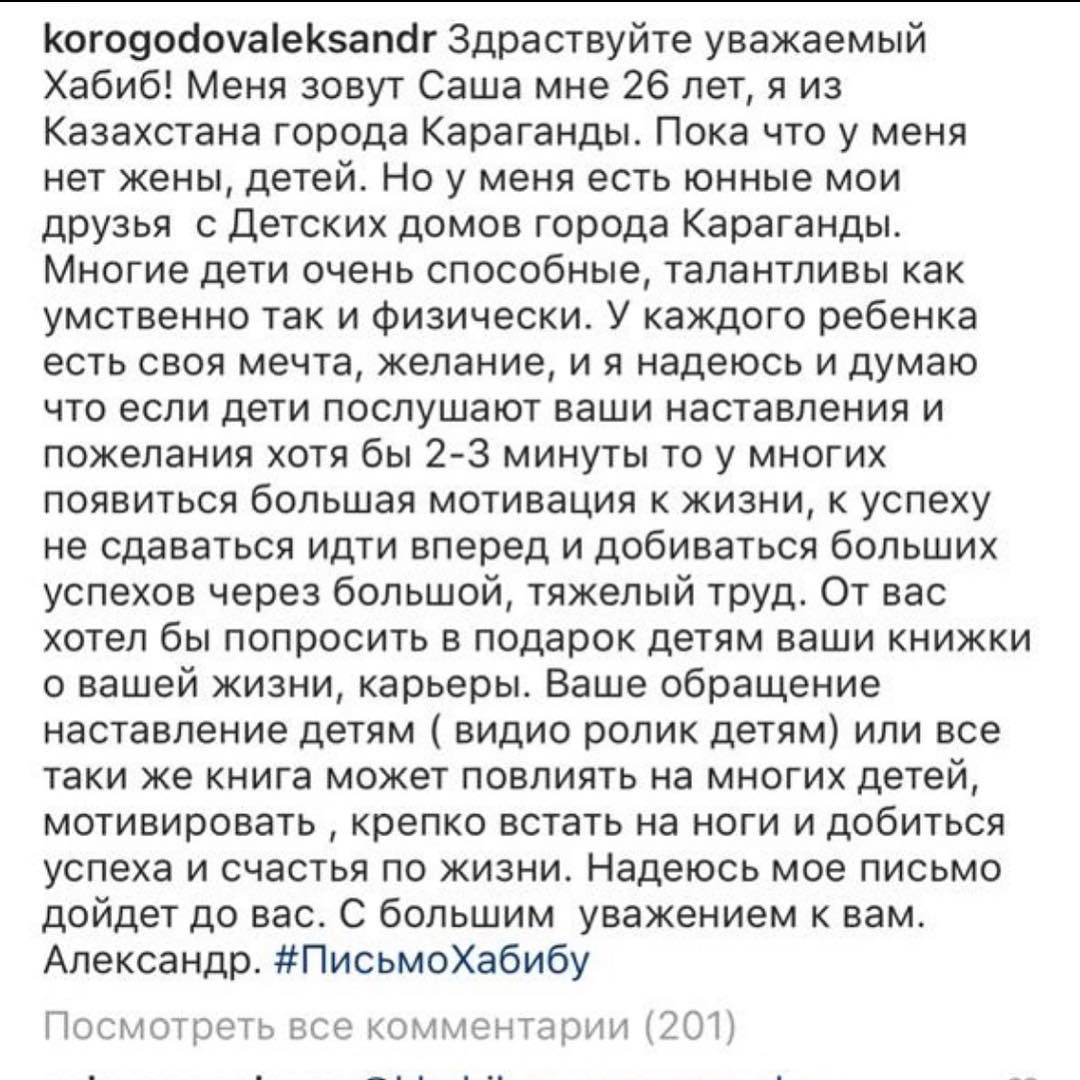 korogodovaleksandr Здраствуйте уважаемый
Хабиб! Меня зовут Саша мне 26 лет, я из
Казахстана города Караганды. Пока что у меня
нет жены, детей. Но у меня есть юнные мои
друзья  с Детских домов города Караганды.
Многие дети очень способные, талантливы как
умственно так и физически. У каждого ребенка
есть своя мечта, желание, и я надеюсь и думаю
что если дети послушают ваши наставления и
пожелания хотя бы 2-3 минуты то у многих
появиться большая мотивация к жизни, к успеху
не сдаваться идти вперед и добиваться больших
успехов через большой, тяжелый труд. От вас
хотел бы попросить в подарок детям ваши книжки
о вашей жизни, карьеры. Ваше обращение
наставление детям ( видио ролик детям) или все
таки же книга может повлиять на многих детей,
мотивировать , крепко встать на ноги и добиться
успеха и счастья по жизни. Надеюсь мое письмо
дойдет до вас. С большим  уважением к вам.
Александр. #ПисьмоХабибу
Посмотреть все комментарии (201)